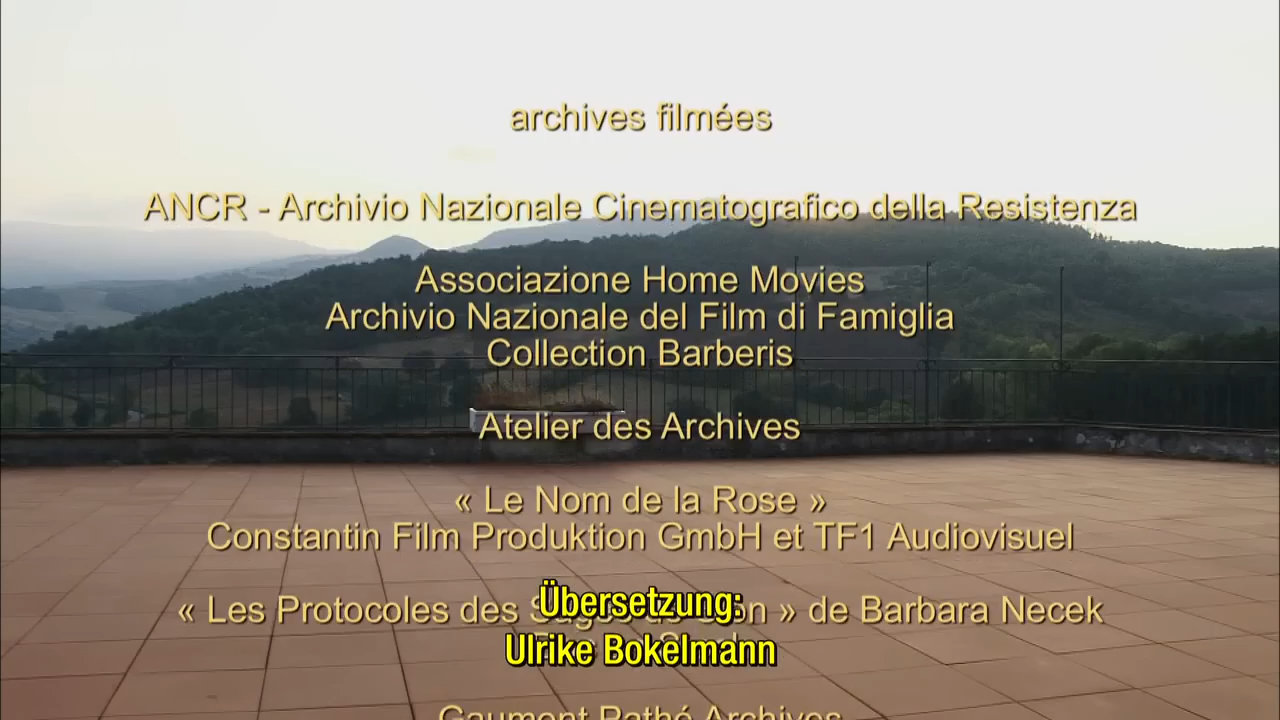 archives filmées
ANCR - Archivio Nazionale Cinematografico della Resistenza
Associazione Home Movies
Archivio Nazionale del Film di Famiglia
Collection Barberis
Atelier des Archives
« Le Nom de la Rose »
Constantin Film Produktion GmbH et TF1 Audiovisuel
« Les Protocoles des » de Barbara Necek
Übersetzung:
Ulrike Bokelmann
Gaumont Pathé Archives